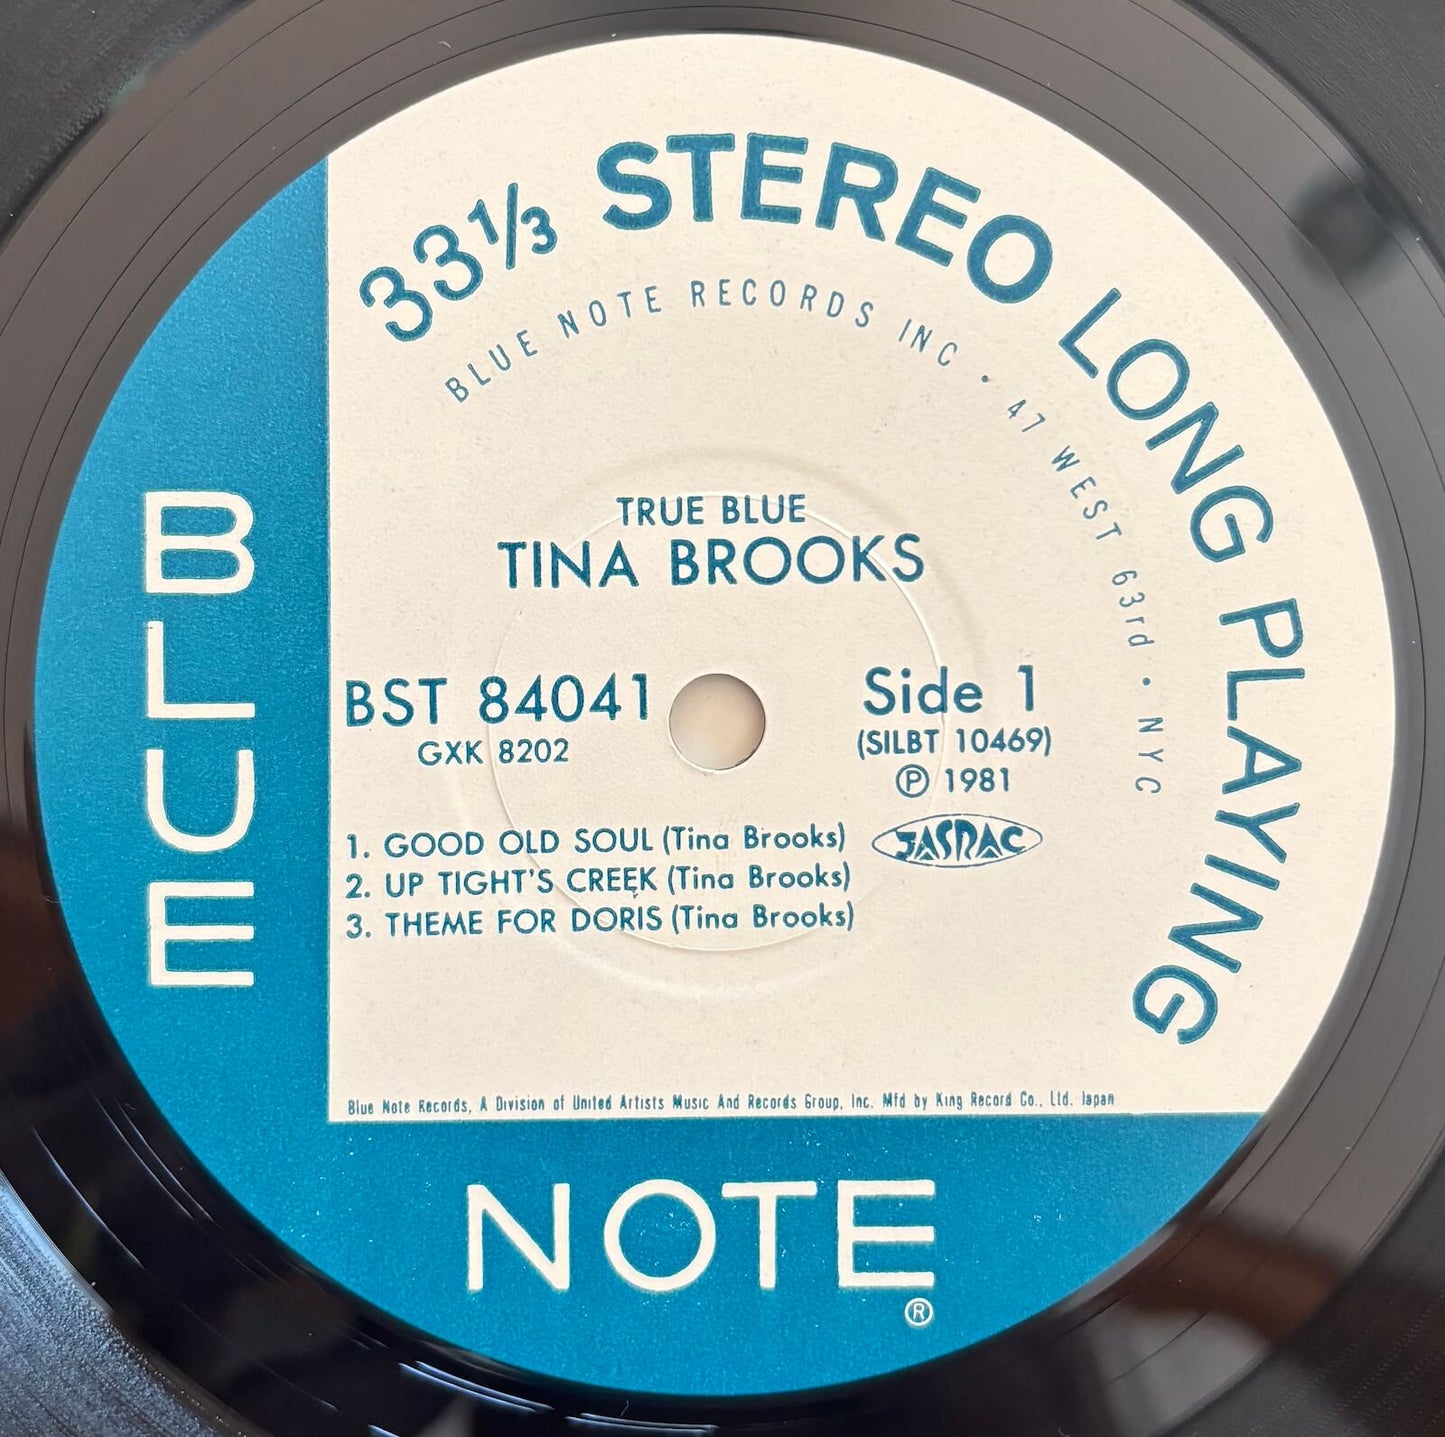 33⅓ STEREO LONG PLAYING
BLUE NOTE RECORDS INC • 47 WEST 63rd • NYC
TRUE BLUE
TINA BROOKS
BST 84041
GXK 8202
Side 1
(SILBT 10469)
Ⓟ 1981
JASRAC
1. GOOD OLD SOUL (Tina Brooks)
2. UP TIGHT'S CREEK (Tina Brooks)
3. THEME FOR DORIS (Tina Brooks)
Blue Note Records, A Division of United Artists Music And Records Group, Inc. Mfd by King Record Co., Ltd. Japan
BLUE
NOTE
®